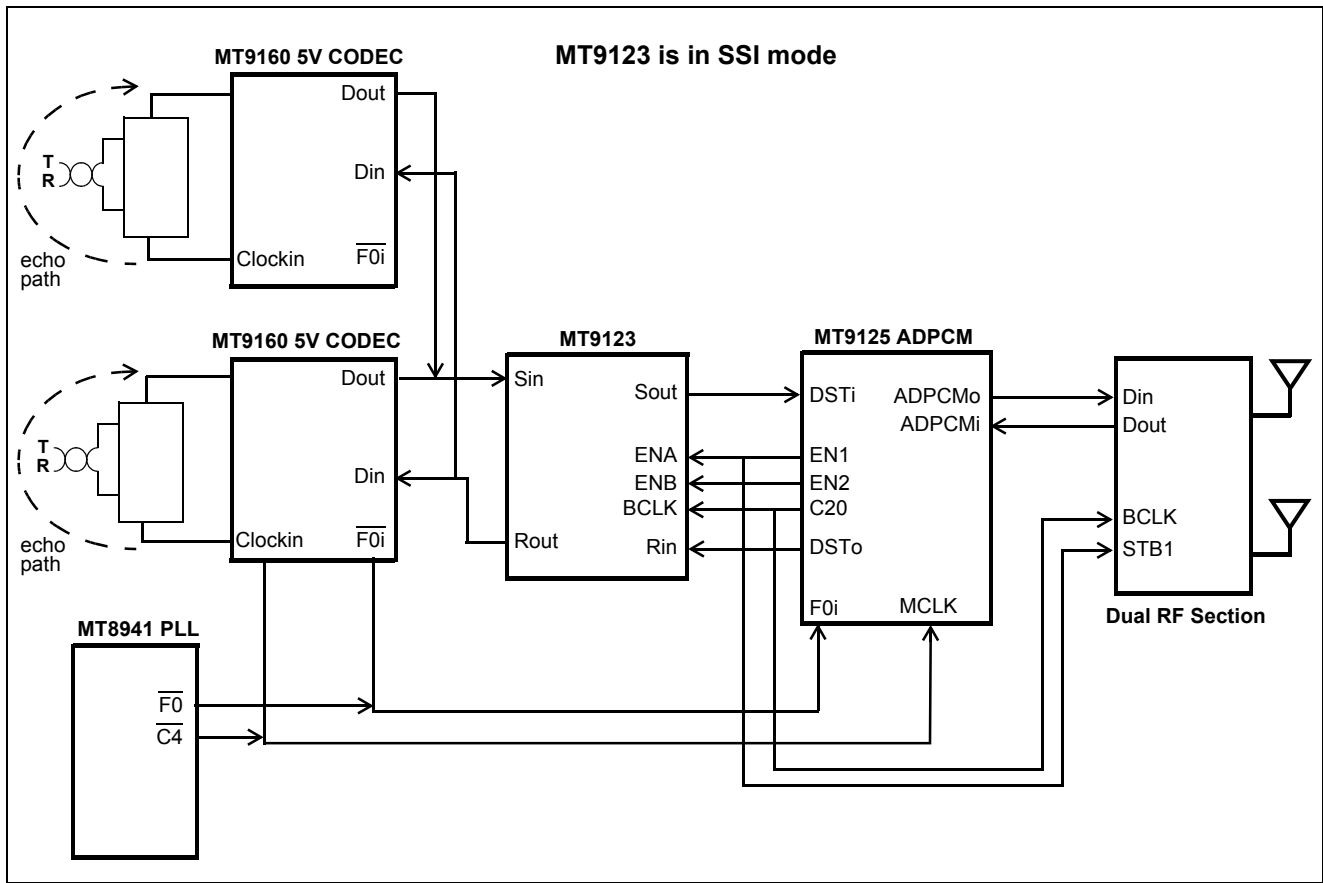 MT9123 is in SSI mode
MT9160 5V CODEC
Dout
Din
Clockin
F0i
T
R
echo
path
MT9160 5V CODEC
Dout
Din
Clockin
F0i
T
R
echo
path
MT9123
Sin
Sout
ENA
ENB
BCLK
Rout
Rin
MT9125 ADPCM
DSTi
ADPCMo
ADPCMi
EN1
EN2
C20
DSTo
F0i
MCLK
Din
Dout
BCLK
STB1
Dual RF Section
MT8941 PLL
F0
C4